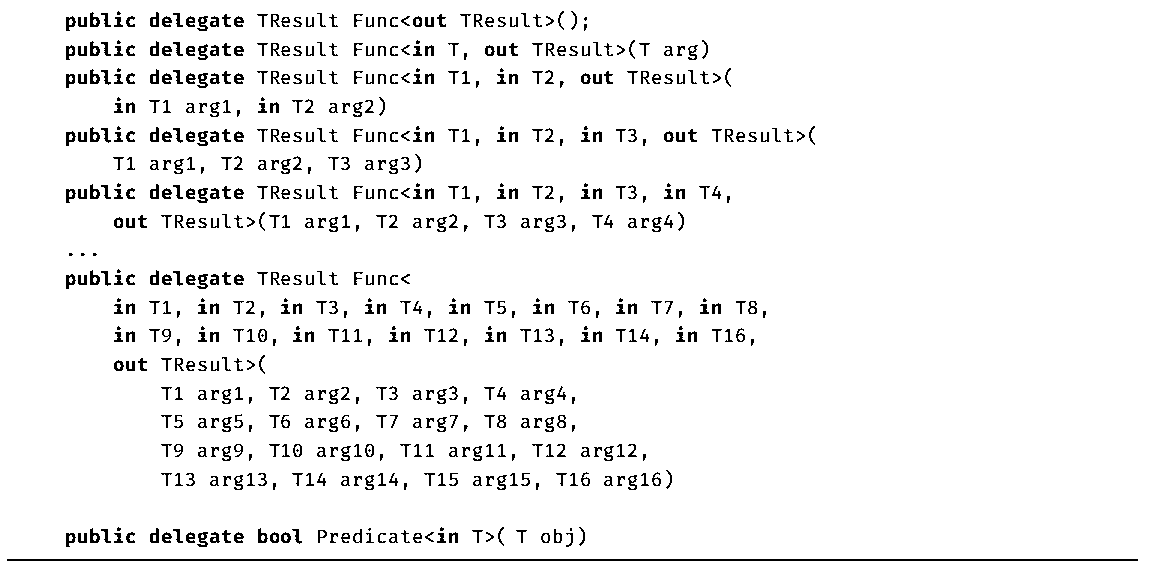 public delegate TResult Func<out TResult>();
public delegate TResult Func<in T, out TResult>(T arg)
public delegate TResult Func<in T1, in T2, out TResult>(
    in T1 arg1, in T2 arg2)
public delegate TResult Func<in T1, in T2, in T3, out TResult>(
    T1 arg1, T2 arg2, T3 arg3)
public delegate TResult Func<in T1, in T2, in T3, in T4,
    out TResult>(T1 arg1, T2 arg2, T3 arg3, T4 arg4)
...
public delegate TResult Func<
    in T1, in T2, in T3, in T4, in T5, in T6, in T7, in T8,
    in T9, in T10, in T11, in T12, in T13, in T14, in T16,
    out TResult>(
        T1 arg1, T2 arg2, T3 arg3, T4 arg4,
        T5 arg5, T6 arg6, T7 arg7, T8 arg8,
        T9 arg9, T10 arg10, T11 arg11, T12 arg12,
        T13 arg13, T14 arg14, T15 arg15, T16 arg16)
public delegate bool Predicate<in T>( T obj)